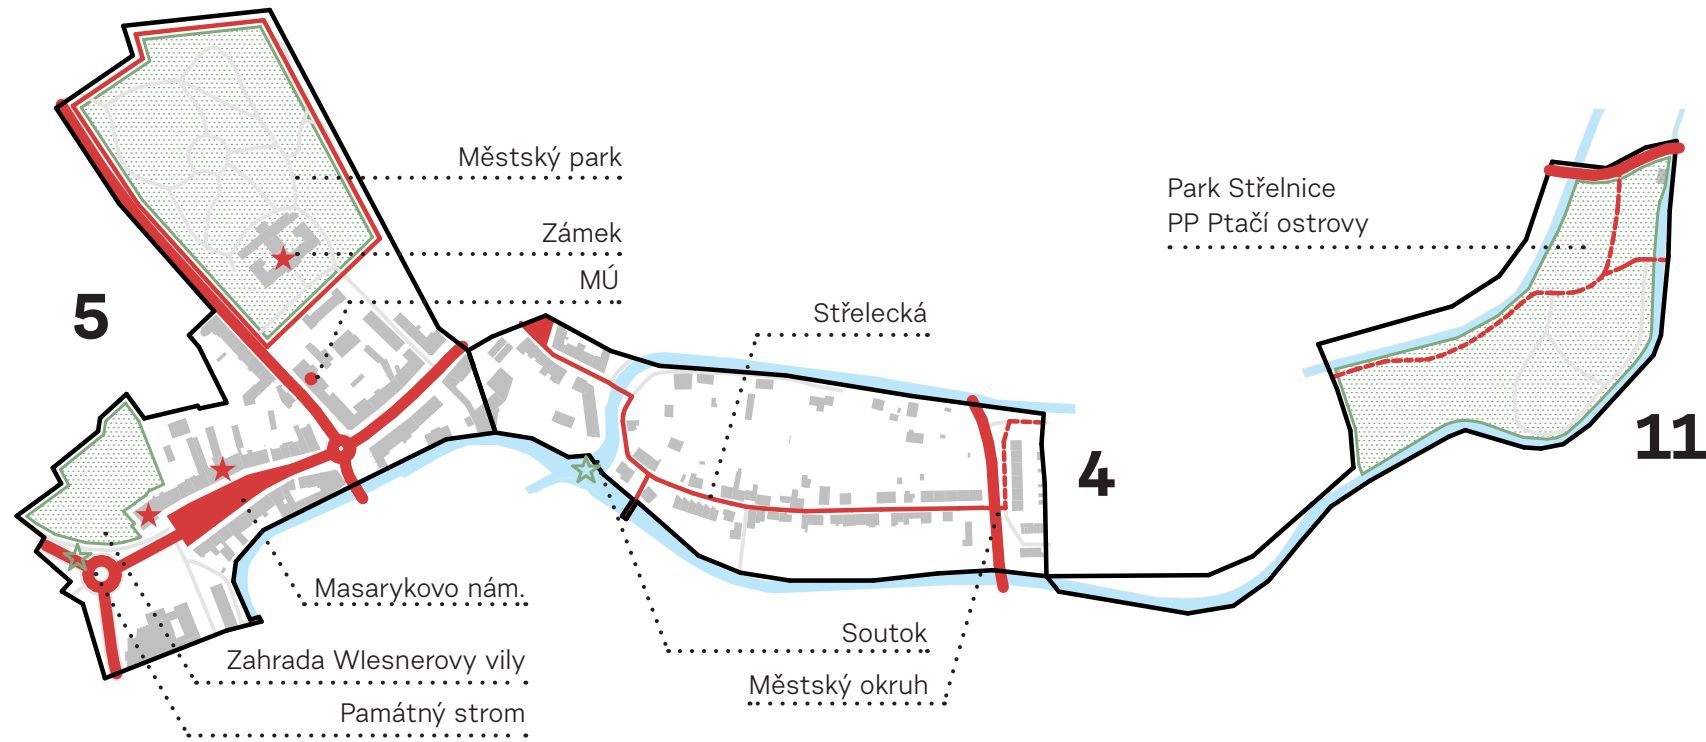 Městský park
Zámek
MÚ
5
Střelecká
Park Střelnice
PP Ptačí ostrovy
11
4
Masarykovo nám.
Zahrada Wlesnerovy vily
Památný strom
Soutok
Městský okruh